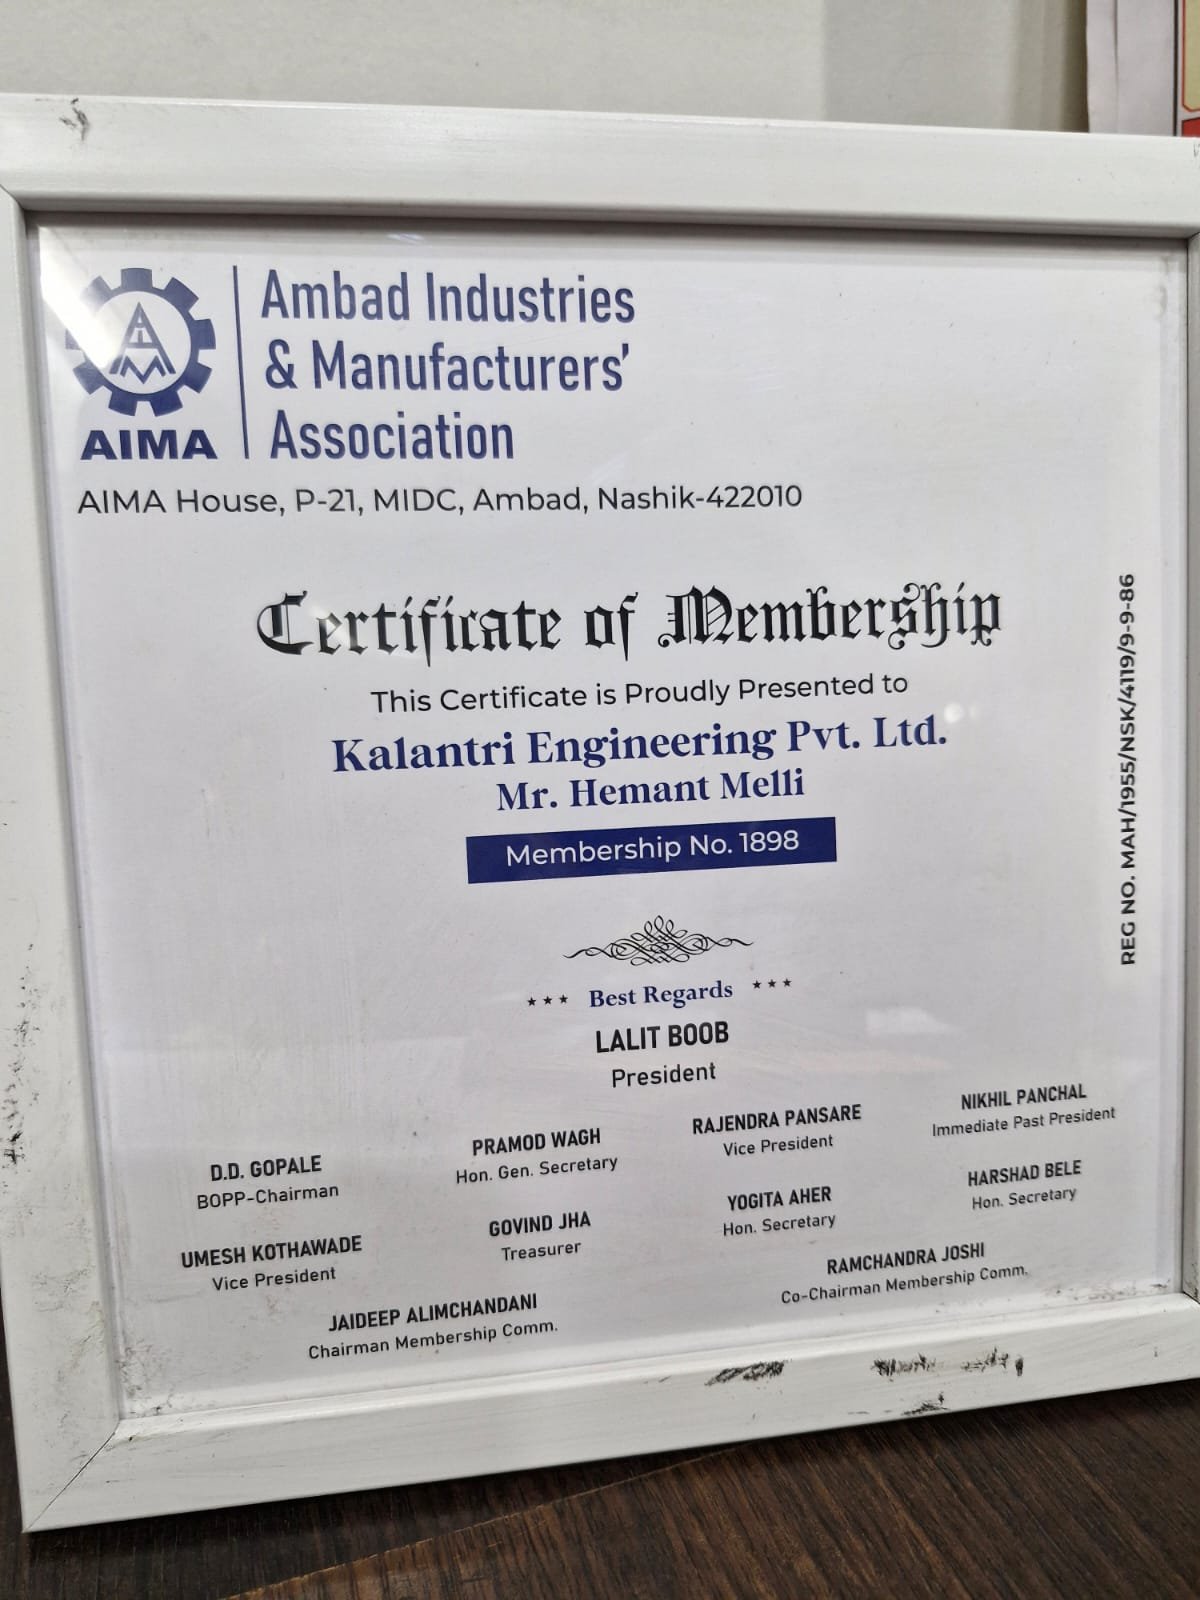 Ambad Industries
& Manufacturers'
Association
AIMA
AIMA House, P-21, MIDC, Ambad, Nashik-422010
Certificate of Membership
This Certificate is Proudly Presented to
Kalantri Engineering Pvt. Ltd.
Mr. Hemant Melli
Membership No. 1898
REG NO. MAH/1955/NSK/4119/9-9-86
*** Best Regards ***
LALIT BOOB
President
D.D. GOPALE
BOPP-Chairman
PRAMOD WAGH
Hon. Gen. Secretary
RAJENDRA PANSARE
Vice President
NIKHIL PANCHAL
Immediate Past President
UMESH KOTHAWADE
Vice President
GOVIND JHA
Treasurer
YOGITA AHER
Hon. Secretary
HARSHAD BELE
Hon. Secretary
JAIDEEP ALIMCHANDANI
Chairman Membership Comm.
RAMCHANDRA JOSHI
Co-Chairman Membership Comm.